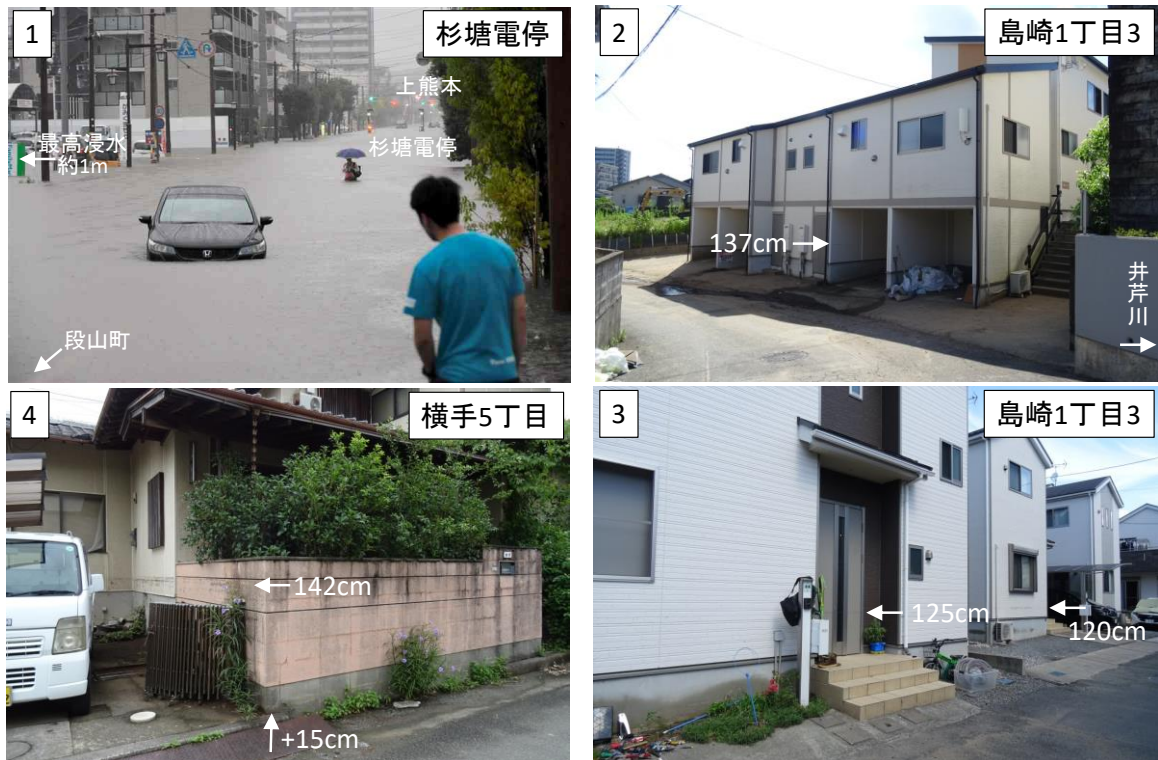 1
杉塘電停
上熊本
杉塘電停
最高浸水
約1m
段山町
2
島崎1丁目3
137cm
井芹川
4
横手5丁目
142cm
+15cm
3
島崎1丁目3
125cm
120cm